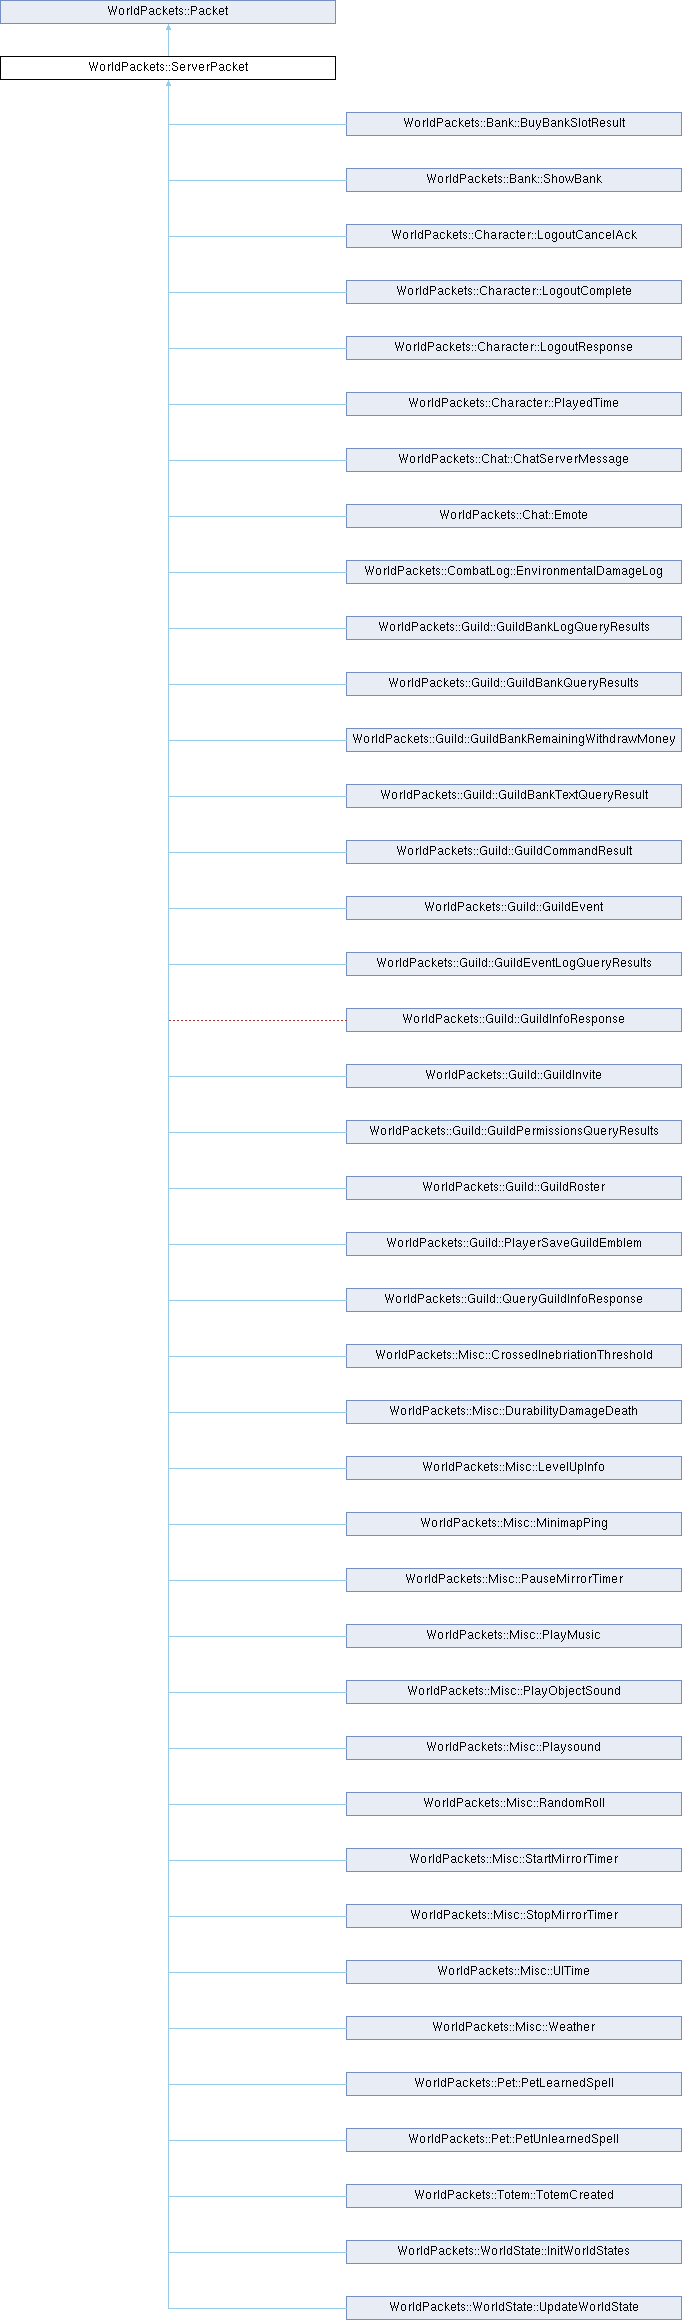 WorldPackets::Packet
WorldPackets::ServerPacket
WorldPackets::Bank::BuyBankSlotResult
WorldPackets::Bank::ShowBank
WorldPackets::Character::LogoutCancelAck
WorldPackets::Character::LogoutComplete
WorldPackets::Character::LogoutResponse
WorldPackets::Character::PlayedTime
WorldPackets::Chat::ChatServerMessage
WorldPackets::Chat::Emote
WorldPackets::CombatLog::EnvironmentalDamageLog
WorldPackets::Guild::GuildBankLogQueryResults
WorldPackets::Guild::GuildBankQueryResults
WorldPackets::Guild::GuildBankRemainingWithdrawMoney
WorldPackets::Guild::GuildBankTextQueryResult
WorldPackets::Guild::GuildCommandResult
WorldPackets::Guild::GuildEvent
WorldPackets::Guild::GuildEventLogQueryResults
WorldPackets::Guild::GuildInfoResponse
WorldPackets::Guild::GuildInvite
WorldPackets::Guild::GuildPermissionsQueryResults
WorldPackets::Guild::GuildRoster
WorldPackets::Guild::PlayerSaveGuildEmblem
WorldPackets::Guild::QueryGuildInfoResponse
WorldPackets::Misc::CrossedInebriationThreshold
WorldPackets::Misc::DurabilityDamageDeath
WorldPackets::Misc::LevelUpInfo
WorldPackets::Misc::MinimapPing
WorldPackets::Misc::PauseMirrorTimer
WorldPackets::Misc::PlayMusic
WorldPackets::Misc::PlayObjectSound
WorldPackets::Misc::Playsound
WorldPackets::Misc::RandomRoll
WorldPackets::Misc::StartMirrorTimer
WorldPackets::Misc::StopMirrorTimer
WorldPackets::Misc::UITime
WorldPackets::Misc::Weather
WorldPackets::Pet::PetLearnedSpell
WorldPackets::Pet::PetUnlearnedSpell
WorldPackets::Totem::TotemCreated
WorldPackets::WorldState::InitWorldStates
WorldPackets::WorldState::UpdateWorldState